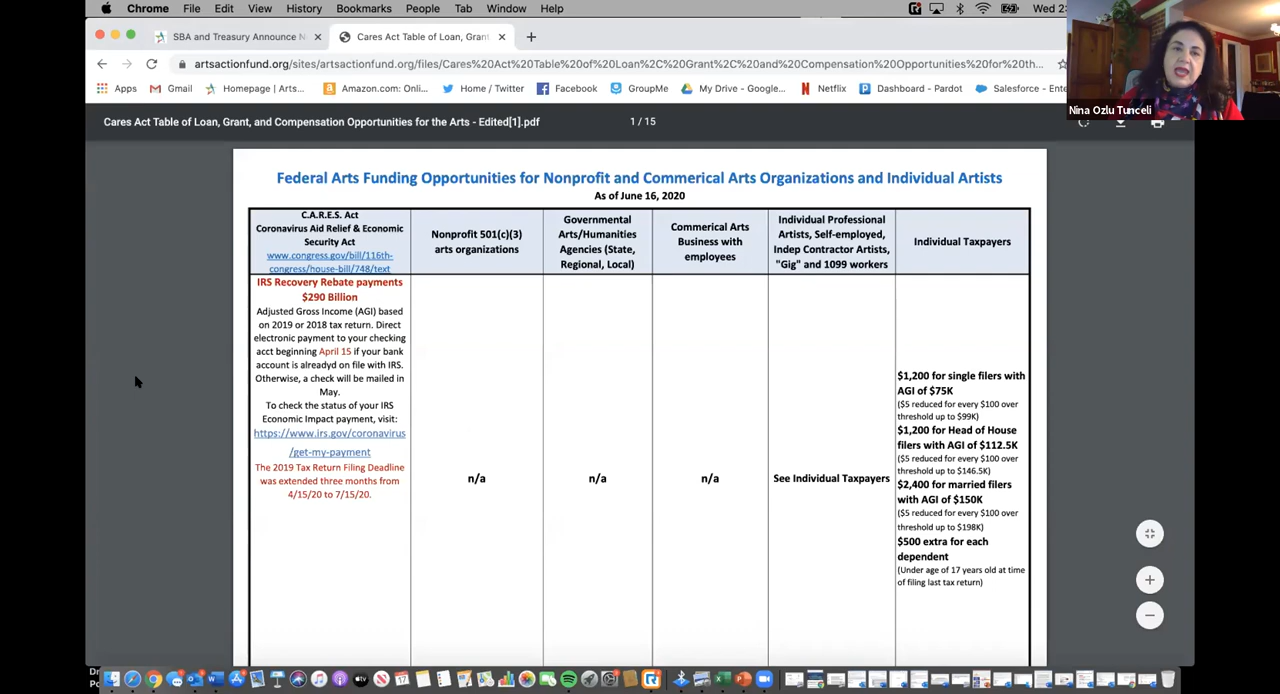 Chrome File Edit View History Bookmarks People Tab Window Help Wed 2:
SBA and Treasury Announce N
Cares Act Table of Loan, Grant,
artsactionfund.org/sites/artsactionfund.org/files/Cares%20Act%20Table%20of%20Loan%2C%20Grant%2C%20and%20Compensation%20Opportunities%20for%20th...
Apps Gmail Homepage | Arts... Amazon.com: Onli... Home / Twitter Facebook GroupMe My Drive - Google... Netflix Dashboard - Pardot Salesforce - Ente
Nina Ozlu Tunceli
Cares Act Table of Loan, Grant, and Compensation Opportunities for the Arts - Edited[1].pdf 1 / 15
Federal Arts Funding Opportunities for Nonprofit and Commerical Arts Organizations and Individual Artists
As of June 16, 2020
C.A.R.E.S. Act
Coronavirus Aid Relief & Economic
Security Act
www.congress.gov/bill/116th-
congress/house-bill/748/text
Nonprofit 501(c)(3)
arts organizations
Governmental
Arts/Humanities
Agencies (State,
Regional, Local)
Commerical Arts
Business with
employees
Individual Professional
Artists, Self-employed,
Indep Contractor Artists,
"Gig" and 1099 workers
Individual Taxpayers
IRS Recovery Rebate payments
$290 Billion
Adjusted Gross Income (AGI) based
on 2019 or 2018 tax return. Direct
electronic payment to your checking
acct beginning April 15 if your bank
account is alreadyd on file with IRS.
Otherwise, a check will be mailed in
May.
To check the status of your IRS
Economic Impact payment, visit:
https://www.irs.gov/coronavirus
/get-my-payment
The 2019 Tax Return Filing Deadline
was extended three months from
4/15/20 to 7/15/20.
n/a
n/a
n/a
See Individual Taxpayers
$1,200 for single filers with
AGI of $75K
($5 reduced for every $100 over
threshold up to $99K)
$1,200 for Head of House
filers with AGI of $112.5K
($5 reduced for every $100 over
threshold up to $146.5K)
$2,400 for married filers
with AGI of $150K
($5 reduced for every $100 over
threshold up to $198K)
$500 extra for each
dependent
(Under age of 17 years old at time
of filing last tax return)